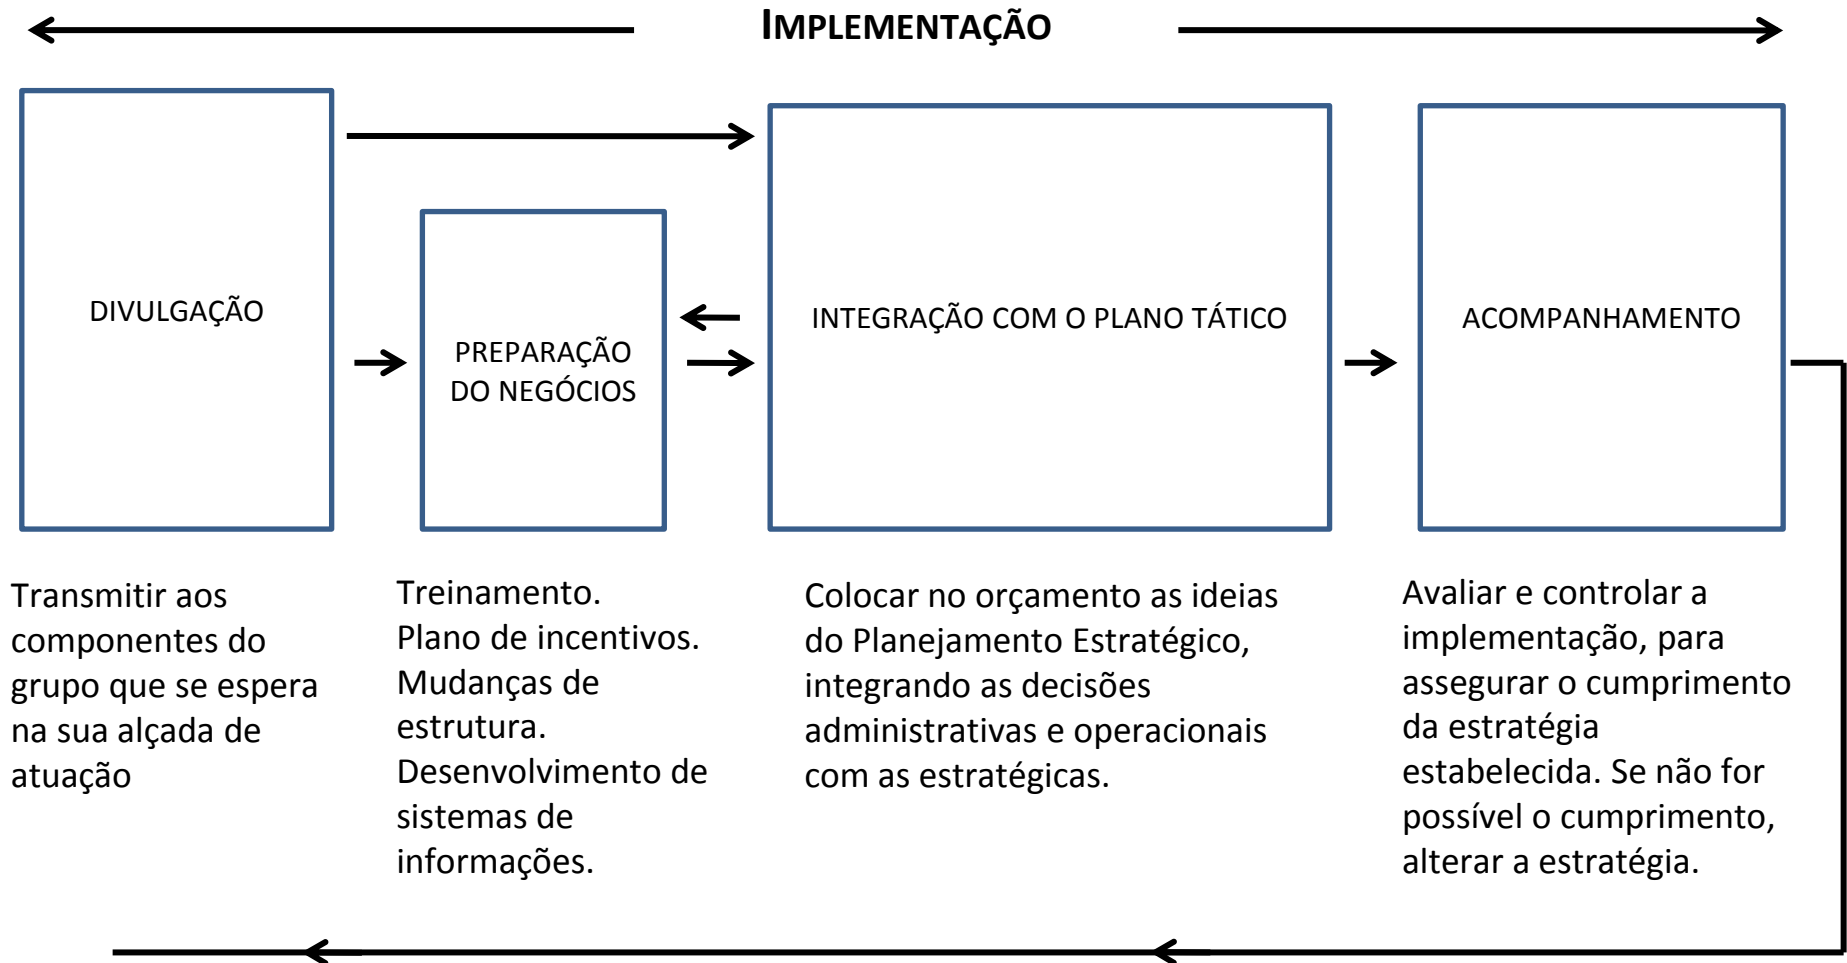 IMPLEMENTAÇÃO
DIVULGAÇÃO
PREPARAÇÃO
DO NEGÓCIOS
INTEGRAÇÃO COM O PLANO TÁTICO
ACOMPANHAMENTO
Transmitir aos
componentes do
grupo que se espera
na sua alçada de
atuação
Treinamento.
Plano de incentivos.
Mudanças de
estrutura.
Desenvolvimento de
sistemas de
informações.
Colocar no orçamento as ideias
do Planejamento Estratégico,
integrando as decisões
administrativas e operacionais
com as estratégicas.
Avaliar e controlar a
implementação, para
assegurar o cumprimento
da estratégia
estabelecida. Se não for
possível o cumprimento,
alterar a estratégia.